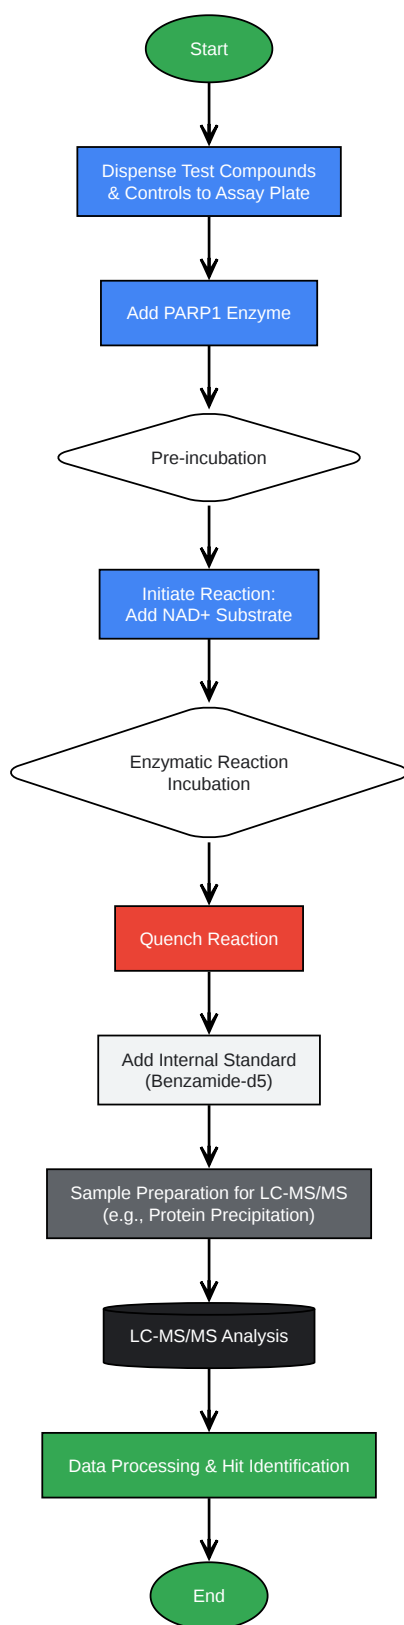 Start
Dispense Test Compounds
& Controls to Assay Plate
Add PARP1 Enzyme
Pre-incubation
Initiate Reaction:
Add NAD+ Substrate
Enzymatic Reaction
Incubation
Quench Reaction
Add Internal Standard
(Benzamide-d5)
Sample Preparation for LC-MS/MS
(e.g., Protein Precipitation)
LC-MS/MS Analysis
Data Processing & Hit Identification
End